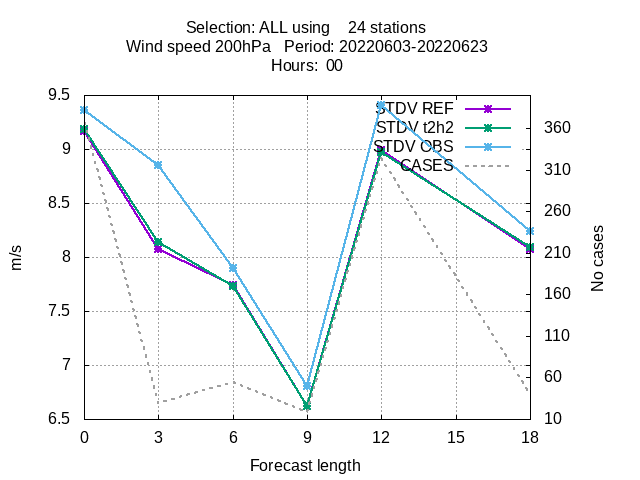 Selection: ALL using 24 stations
Wind speed 200hPa Period: 20220603-20220623
Hours: 00
9.5
9
8.5
8
7.5
7
6.5
m/s
STDV REF
STDV t2h2
STDV OBS
CASES
360
310
260
210
160
110
60
10
No cases
0 3 6 9 12 15 18
Forecast length